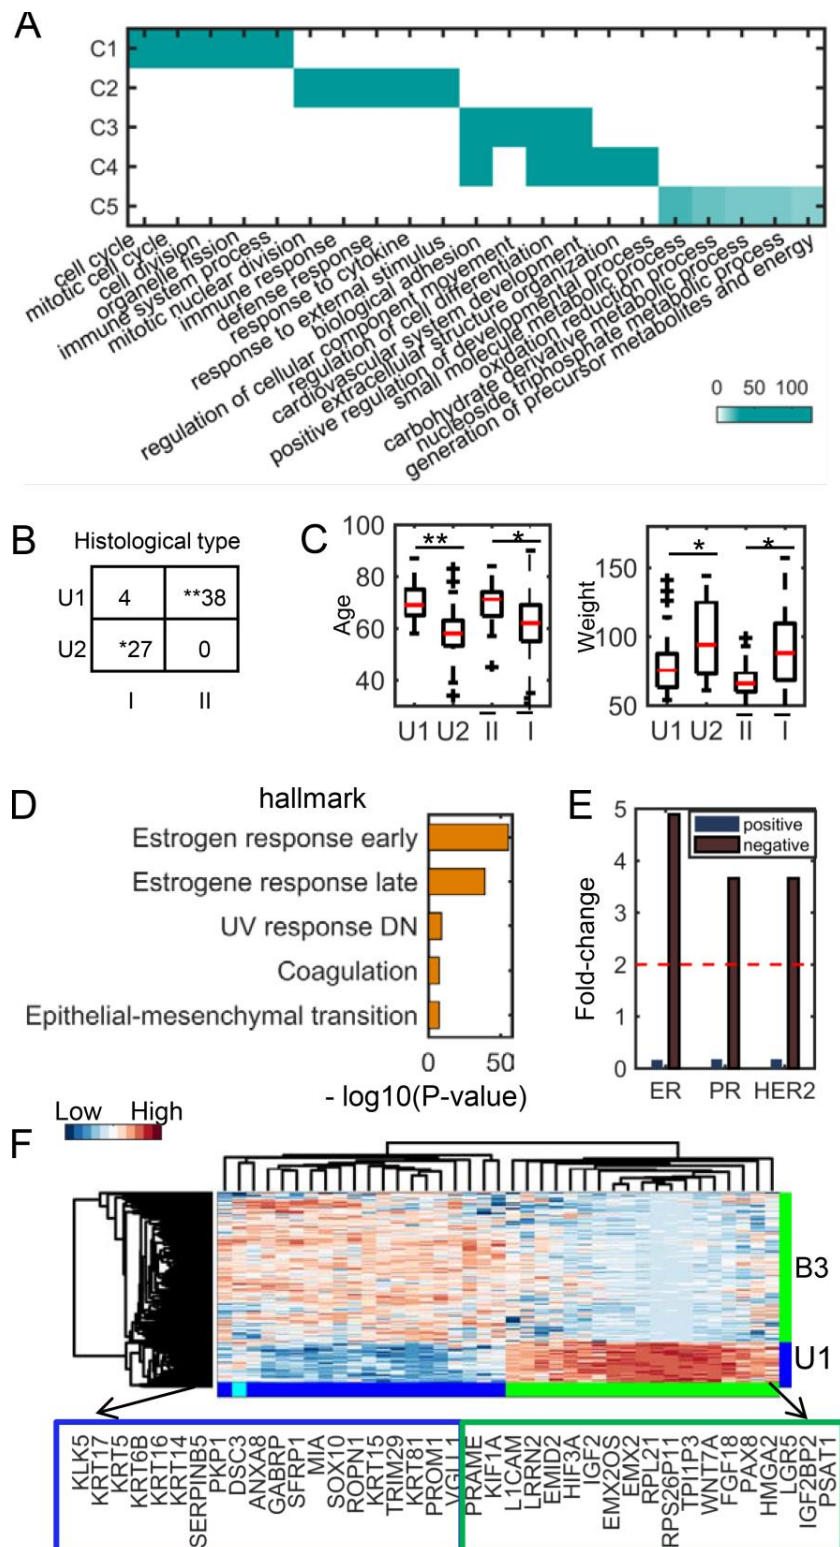 A
C1
C2
C3
C4
C5
cell cycle
mitotic cell cycle
cell division
organelle fission
immune system process
mitotic nuclear division
immune response
defense response
response to cytokine
response to external stimulus
biological adhesion
regulation of cellular component movement
regulation of cell differentiation
cardiovascular system development
extracellular structure organization
positive regulation of developmental process
small molecule metabolic process
oxidation reduction process
carbohydrate derivative metabolic process
nucleoside triphosphate metabolic process
generation of precursor metabolites and energy
0 50 100
B
Histological type
U1 4 **38
U2 *27 0
I II
C
Age
100
80
60
40
** *
U1 U2 II I
Weight
150
100
50
* *
U1 U2 II I
D
hallmark
Estrogen response early
Estrogene response late
UV response DN
Coagulation
Epithelial-mesenchymal transition
0 50
- log10(P-value)
E
Fold-change
5
4
3
2
1
0
positive
negative
ER PR HER2
Low High
F
B3
U1
KLK5
KRT17
KRT5
KRT6B
KRT16
KRT14
SERPINB5
PKP1
DSC3
ANXA8
GABRP
SFRP1
MIA
SOX10
ROPN1
KRT15
TRIM29
KRT81
PROM1
VGLL1
PRAME
KIF1A
L1CAM
LRRN2
EMID2
HIF3A
IGF2
EMX2OS
EMX2
RPL21
RPS26P11
TPI1P3
WNT7A
FGF18
PAX8
HMGA2
LGR5
IGF2BP2
PSAT1